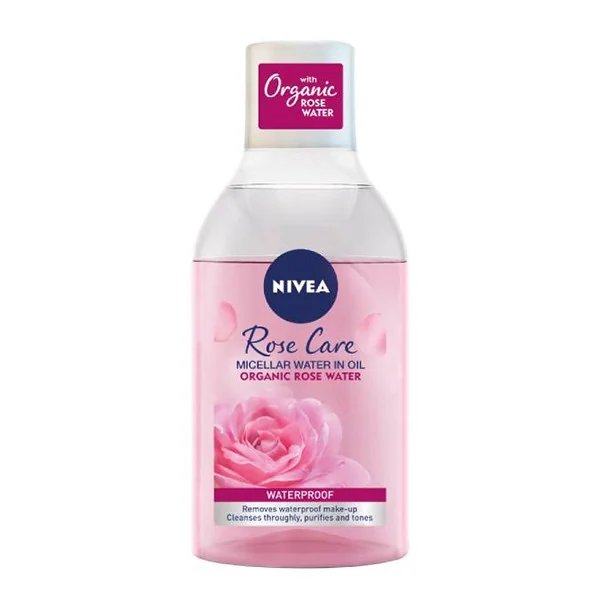 with
Organic
ROSE
WATER
NIVEA
Rose Care
MICELLAR WATER IN OIL
ORGANIC ROSE WATER
WATERPROOF
Removes waterproof make-up
Cleanses throughly, purifies and tones